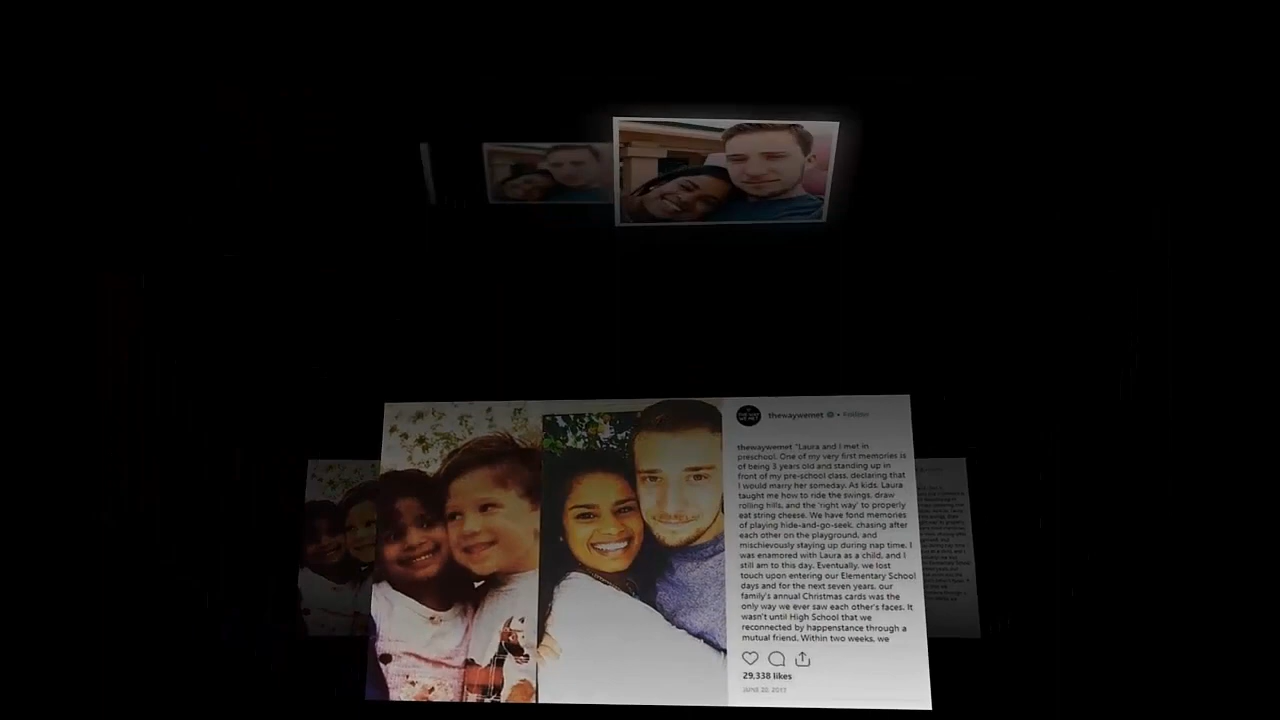 thewaywemet • Follow
thewaywemet "Laura and I met in
preschool. One of my very first memories is
of being 3 years old and standing up in
front of my pre-school class, declaring that
I would marry her someday. As kids, Laura
taught me how to ride the swings, draw
rolling hills, and the 'right way' to properly
eat string cheese. We have fond memories
of playing hide-and-go-seek, chasing after
each other on the playground, and
mischievously staying up during nap time. I
was enamored with Laura as a child, and I
still am to this day. Eventually, we lost
touch upon entering our Elementary School
days and for the next seven years, our
family's annual Christmas cards was the
only way we ever saw each other's faces. It
wasn't until High School that we
reconnected by happenstance through a
mutual friend. Within two weeks, we
29,338 likes